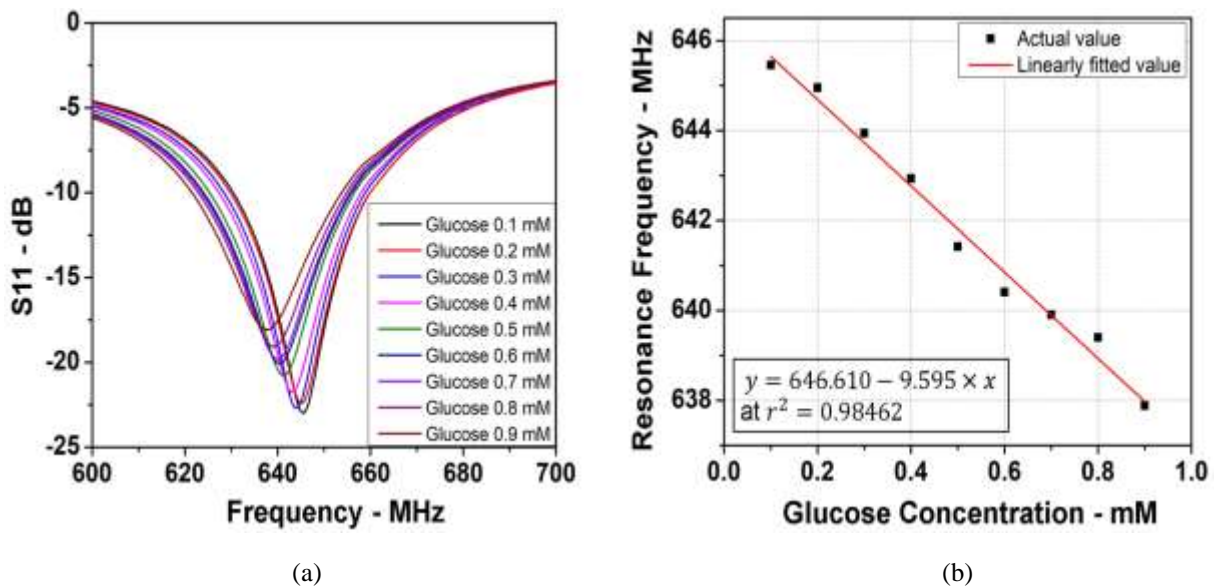 0
-5
-10
-15
-20
-25
S11 - dB
600 620 640 660 680 700
Frequency - MHz
Glucose 0.1 mM
Glucose 0.2 mM
Glucose 0.3 mM
Glucose 0.4 mM
Glucose 0.5 mM
Glucose 0.6 mM
Glucose 0.7 mM
Glucose 0.8 mM
Glucose 0.9 mM
(a)
646
644
642
640
638
Resonance Frequency - MHz
Actual value
Linearly fitted value
y = 646.610 − 9.595 × x
at r² = 0.98462
0.0 0.2 0.4 0.6 0.8 1.0
Glucose Concentration - mM
(b)